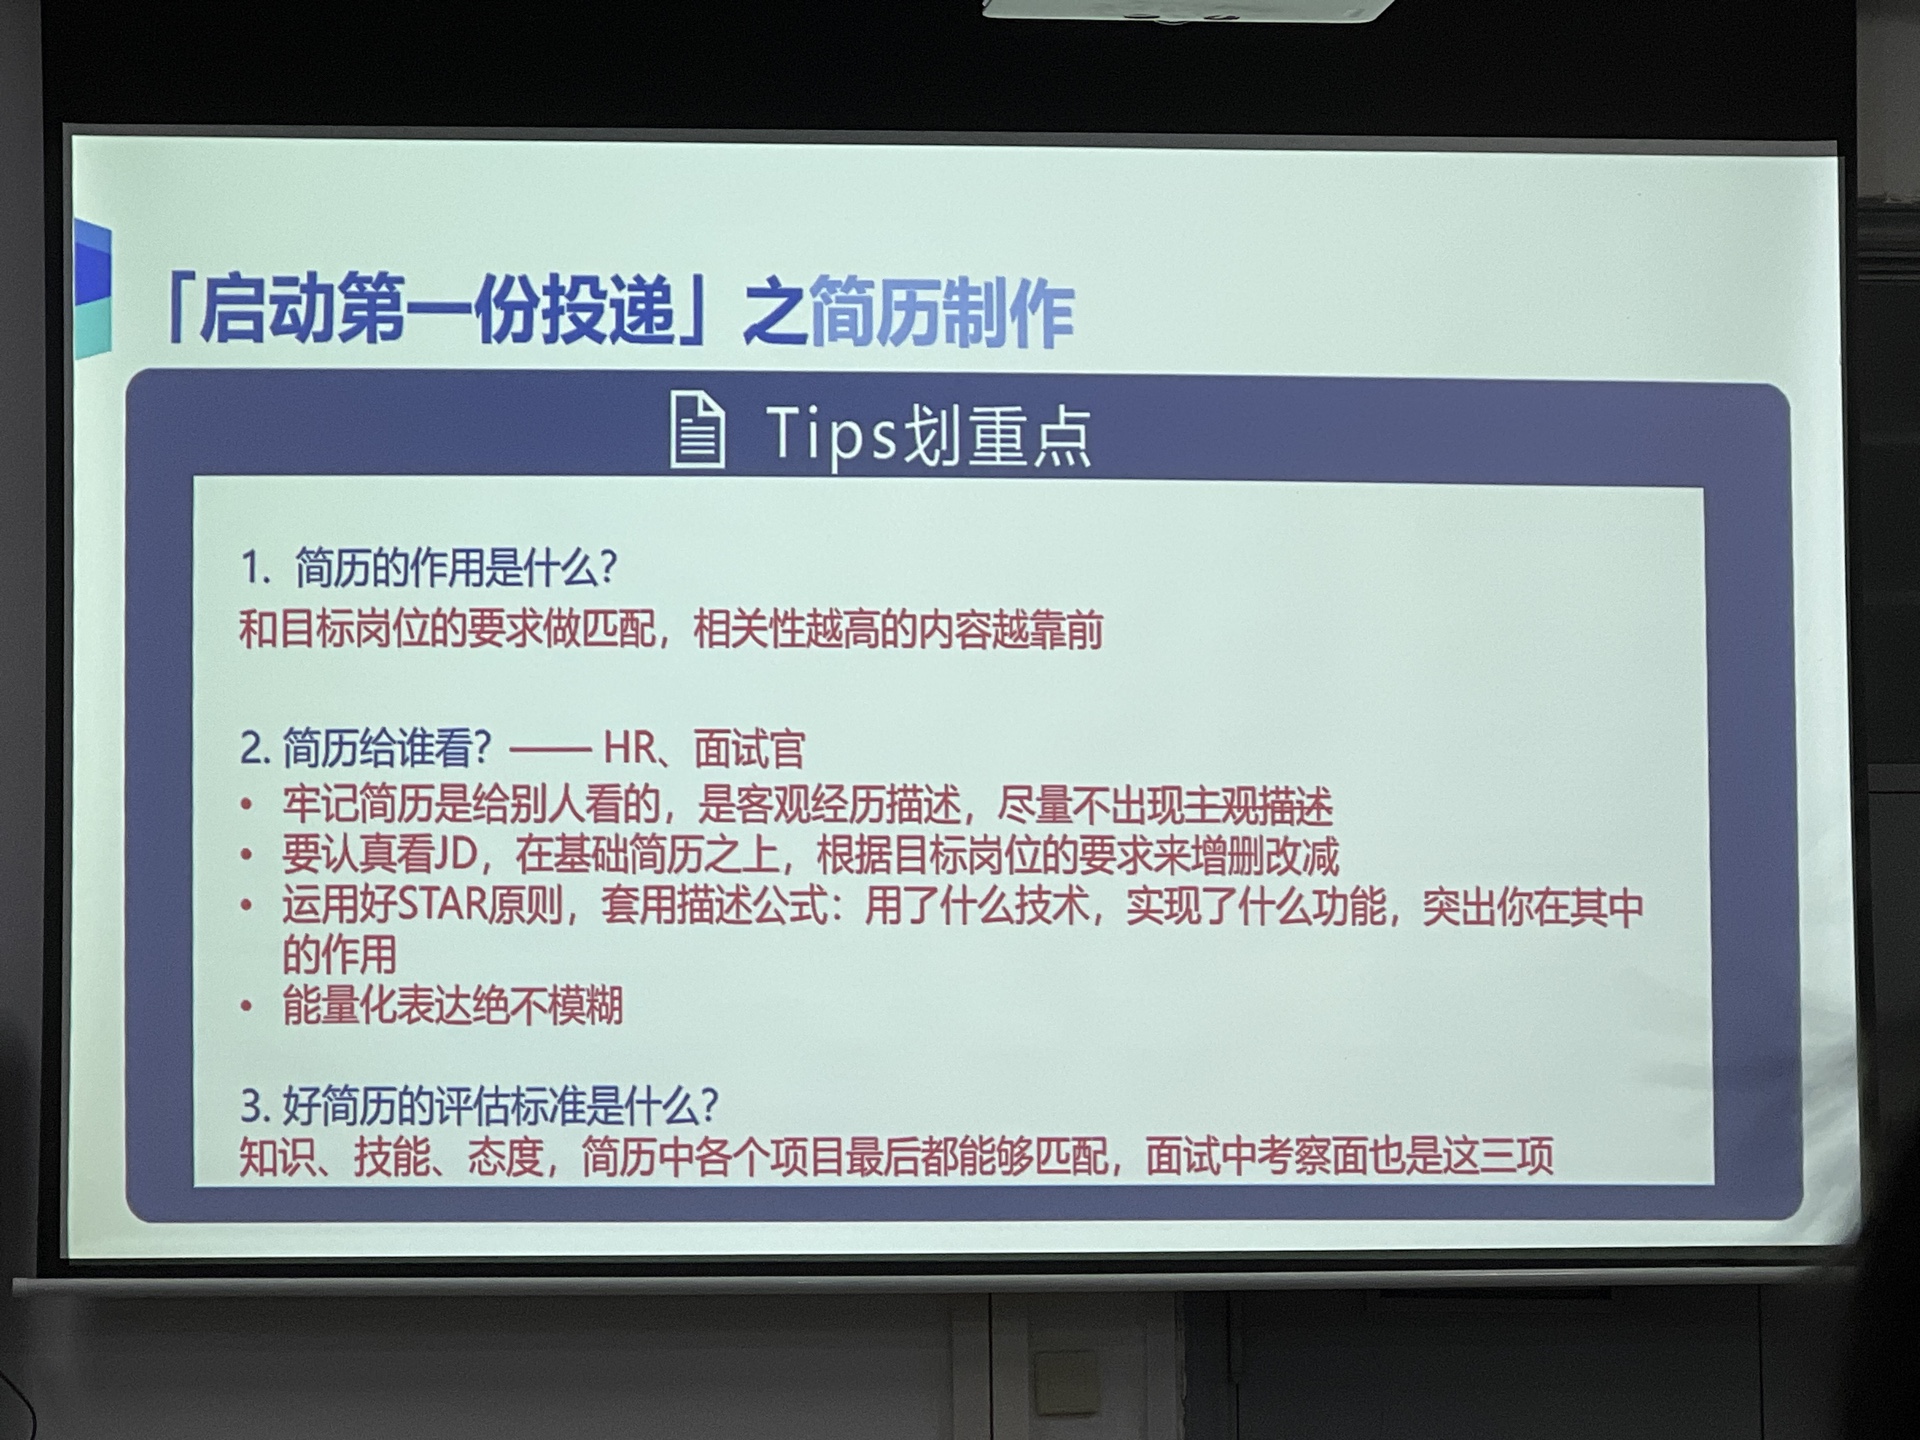 「启动第一份投递」之简历制作
Tips划重点
1. 简历的作用是什么?
和目标岗位的要求做匹配，相关性越高的内容越靠前
2. 简历给谁看? —— HR、面试官
• 牢记简历是给别人看的，是客观经历描述，尽量不出现主观描述
• 要认真看JD，在基础简历之上，根据目标岗位的要求来增删改减
• 运用好STAR原则，套用描述公式：用了什么技术，实现了什么功能，突出你在其中
的作用
• 能量化表达绝不模糊
3. 好简历的评估标准是什么?
知识、技能、态度，简历中各个项目最后都能够匹配，面试中考察面也是这三项